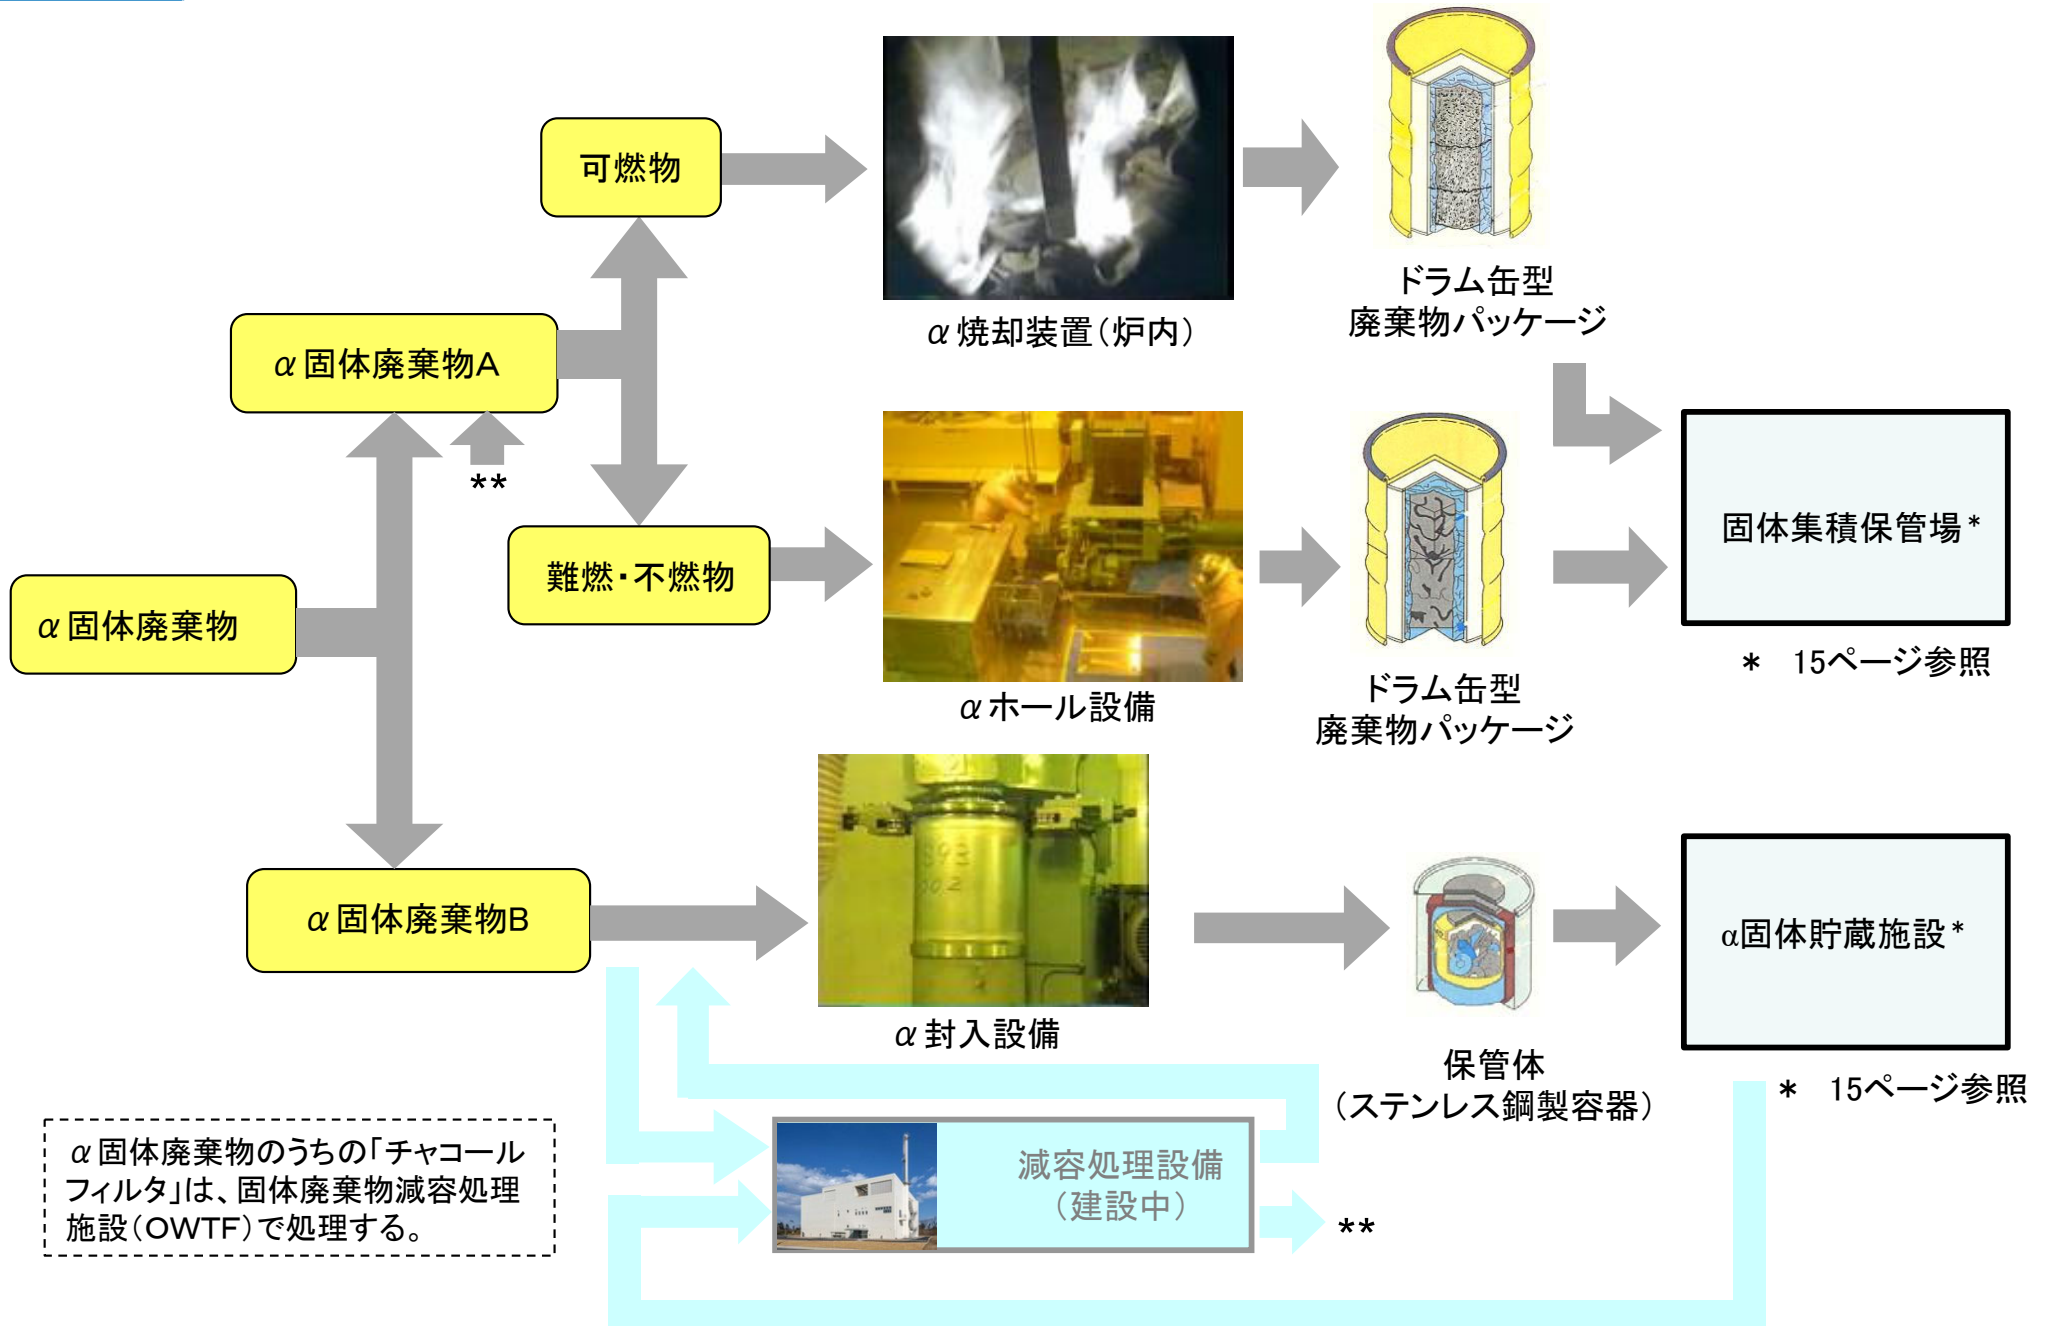 可燃物
α焼却装置（炉内）
ドラム缶型
廃棄物パッケージ
α固体廃棄物A
**
難燃・不燃物
αホール設備
ドラム缶型
廃棄物パッケージ
固体集積保管場*
* 15ページ参照
α固体廃棄物
α固体廃棄物B
α封入設備
保管体
（ステンレス鋼製容器）
α固体貯蔵施設*
* 15ページ参照
減容処理設備
（建設中）
**
α固体廃棄物のうちの「チャコール
フィルタ」は、固体廃棄物減容処理
施設（OWTF）で処理する。